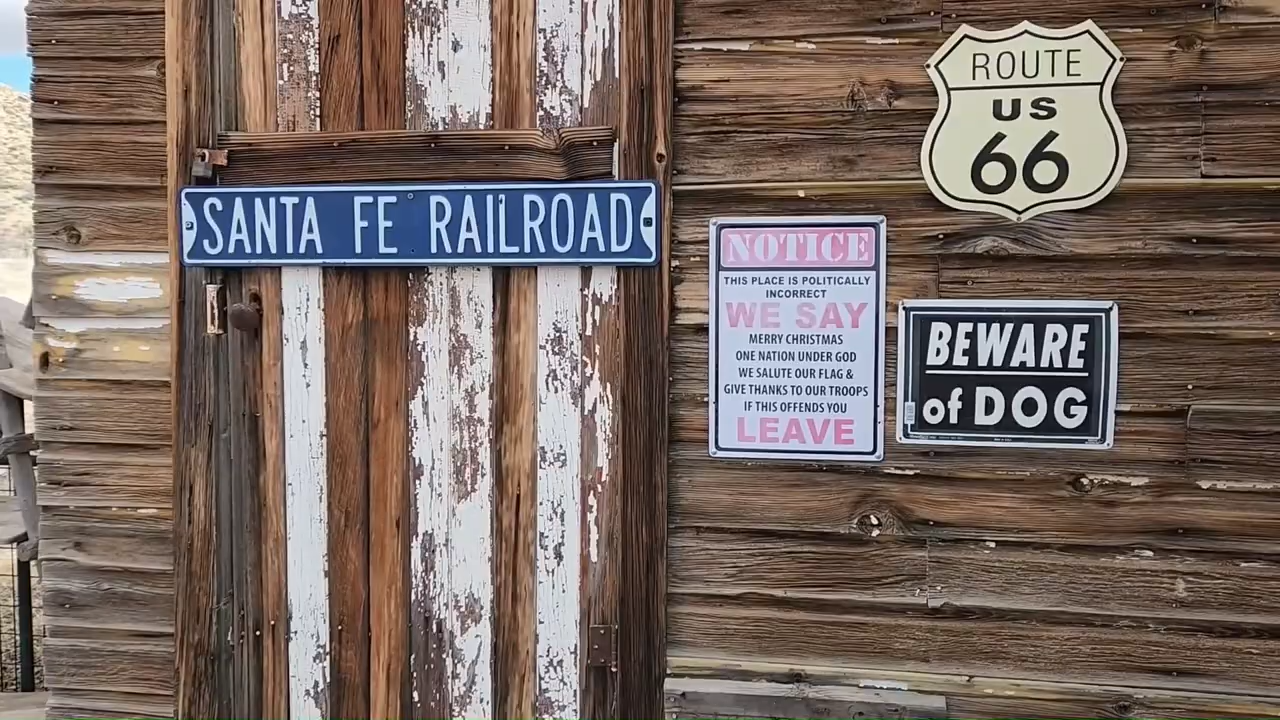 SANTA FE RAILROAD
ROUTE
US
66
NOTICE
THIS PLACE IS POLITICALLY
INCORRECT
WE SAY
MERRY CHRISTMAS
ONE NATION UNDER GOD
WE SALUTE OUR FLAG &
GIVE THANKS TO OUR TROOPS
IF THIS OFFENDS YOU
LEAVE
BEWARE
of DOG